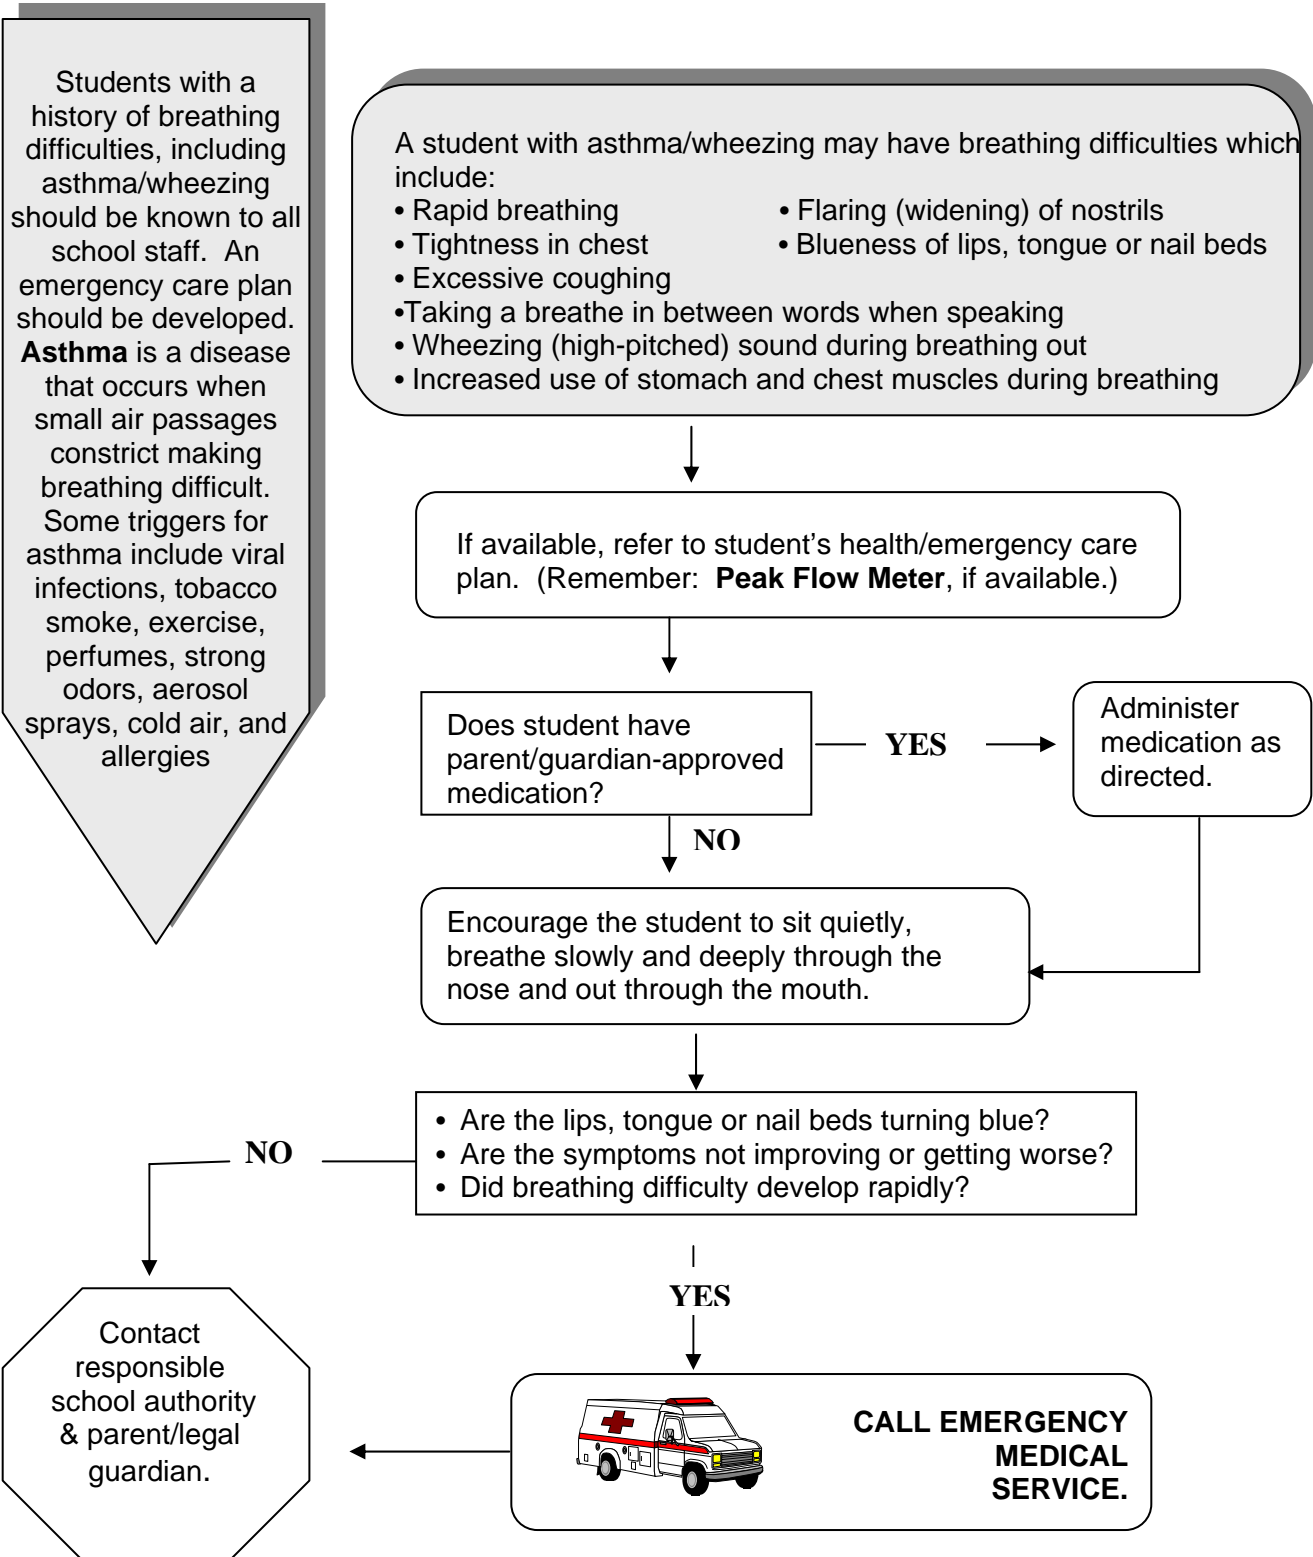 Students with a
history of breathing
difficulties, including
asthma/wheezing
should be known to all
school staff.  An
emergency care plan
should be developed.
Asthma is a disease
that occurs when
small air passages
constrict making
breathing difficult.
Some triggers for
asthma include viral
infections, tobacco
smoke, exercise,
perfumes, strong
odors, aerosol
sprays, cold air, and
allergies
A student with asthma/wheezing may have breathing difficulties which
include:
• Rapid breathing • Flaring (widening) of nostrils
• Tightness in chest • Blueness of lips, tongue or nail beds
• Excessive coughing
•Taking a breathe in between words when speaking
• Wheezing (high-pitched) sound during breathing out
• Increased use of stomach and chest muscles during breathing
If available, refer to student’s health/emergency care
plan.  (Remember:  Peak Flow Meter, if available.)
Does student have
parent/guardian-approved
medication?
YES
Administer
medication as
directed.
NO
Encourage the student to sit quietly,
breathe slowly and deeply through the
nose and out through the mouth.
• Are the lips, tongue or nail beds turning blue?
• Are the symptoms not improving or getting worse?
• Did breathing difficulty develop rapidly?
NO
YES
Contact
responsible
school authority
& parent/legal
guardian.
CALL EMERGENCY
MEDICAL
SERVICE.